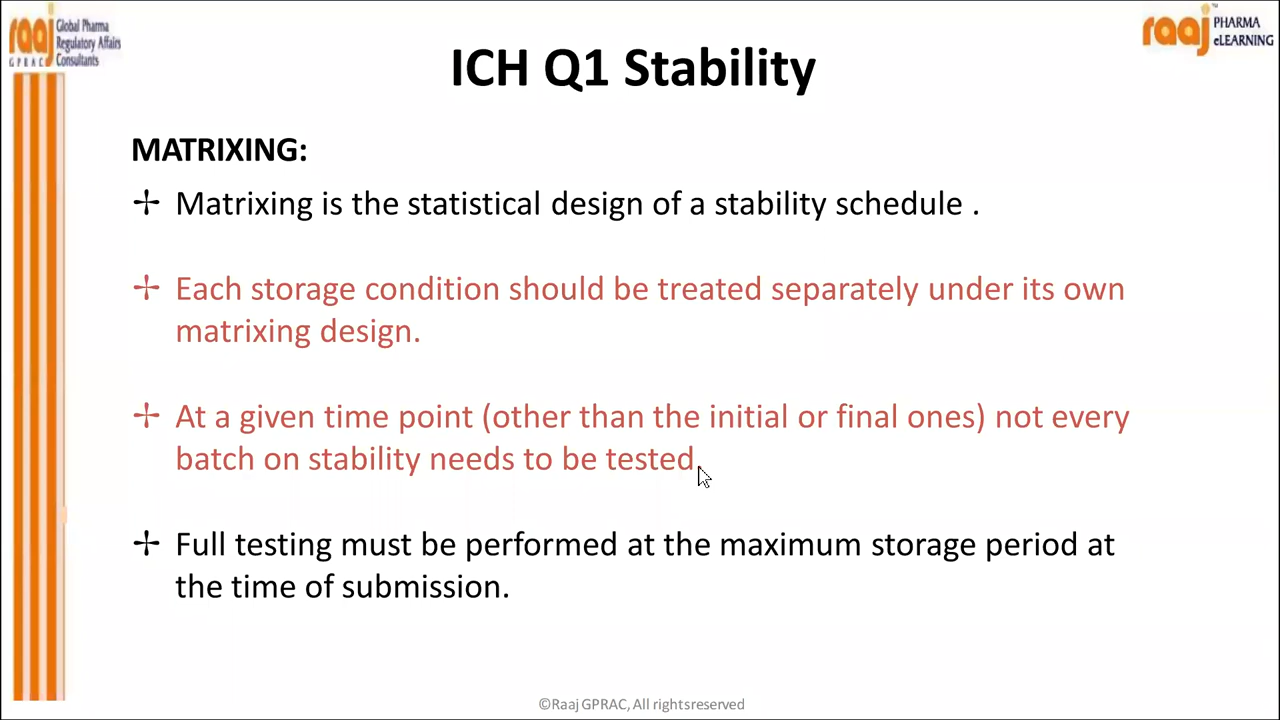 raaj Global Pharma
Regulatory Affairs
GPRAC Consultants
raaj™ PHARMA
eLEARNING
ICH Q1 Stability
MATRIXING:
Matrixing is the statistical design of a stability schedule .
Each storage condition should be treated separately under its own
matrixing design.
At a given time point (other than the initial or final ones) not every
batch on stability needs to be tested.
Full testing must be performed at the maximum storage period at
the time of submission.
©Raaj GPRAC, All rightsreserved